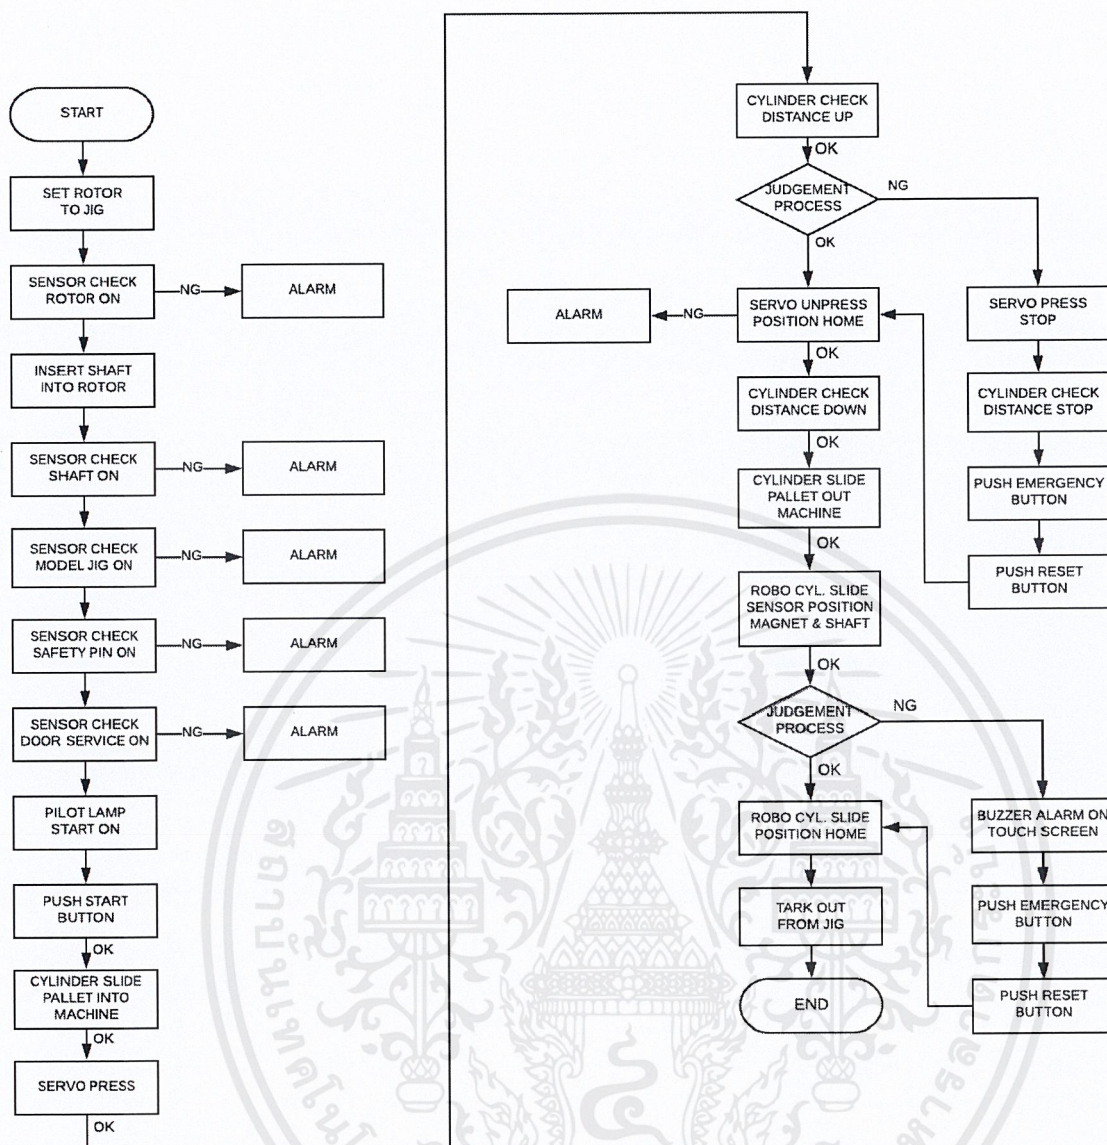 START
SET ROTOR
TO JIG
SENSOR CHECK
ROTOR ON
NG
ALARM
INSERT SHAFT
INTO ROTOR
SENSOR CHECK
SHAFT ON
NG
ALARM
SENSOR CHECK
MODEL JIG ON
NG
ALARM
SENSOR CHECK
SAFETY PIN ON
NG
ALARM
SENSOR CHECK
DOOR SERVICE ON
NG
ALARM
PILOT LAMP
START ON
PUSH START
BUTTON
OK
CYLINDER SLIDE
PALLET INTO
MACHINE
OK
SERVO PRESS
OK
CYLINDER CHECK
DISTANCE UP
OK
JUDGEMENT
PROCESS
NG
OK
SERVO UNPRESS
POSITION HOME
NG
ALARM
OK
CYLINDER CHECK
DISTANCE DOWN
OK
CYLINDER SLIDE
PALLET OUT
MACHINE
OK
ROBO CYL. SLIDE
SENSOR POSITION
MAGNET & SHAFT
OK
JUDGEMENT
PROCESS
NG
OK
ROBO CYL. SLIDE
POSITION HOME
TARK OUT
FROM JIG
END
SERVO PRESS
STOP
CYLINDER CHECK
DISTANCE STOP
PUSH EMERGENCY
BUTTON
PUSH RESET
BUTTON
BUZZER ALARM ON
TOUCH SCREEN
PUSH EMERGENCY
BUTTON
PUSH RESET
BUTTON